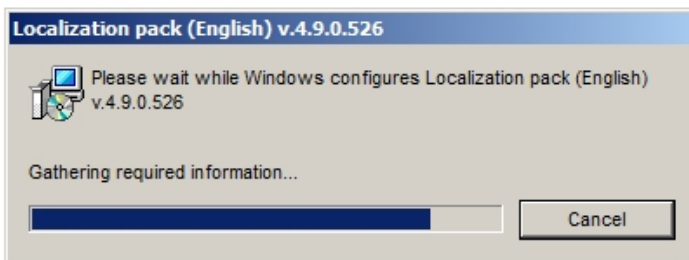 Localization pack (English) v.4.9.0.526
Please wait while Windows configures Localization pack (English)
v.4.9.0.526
Gathering required information...
Cancel